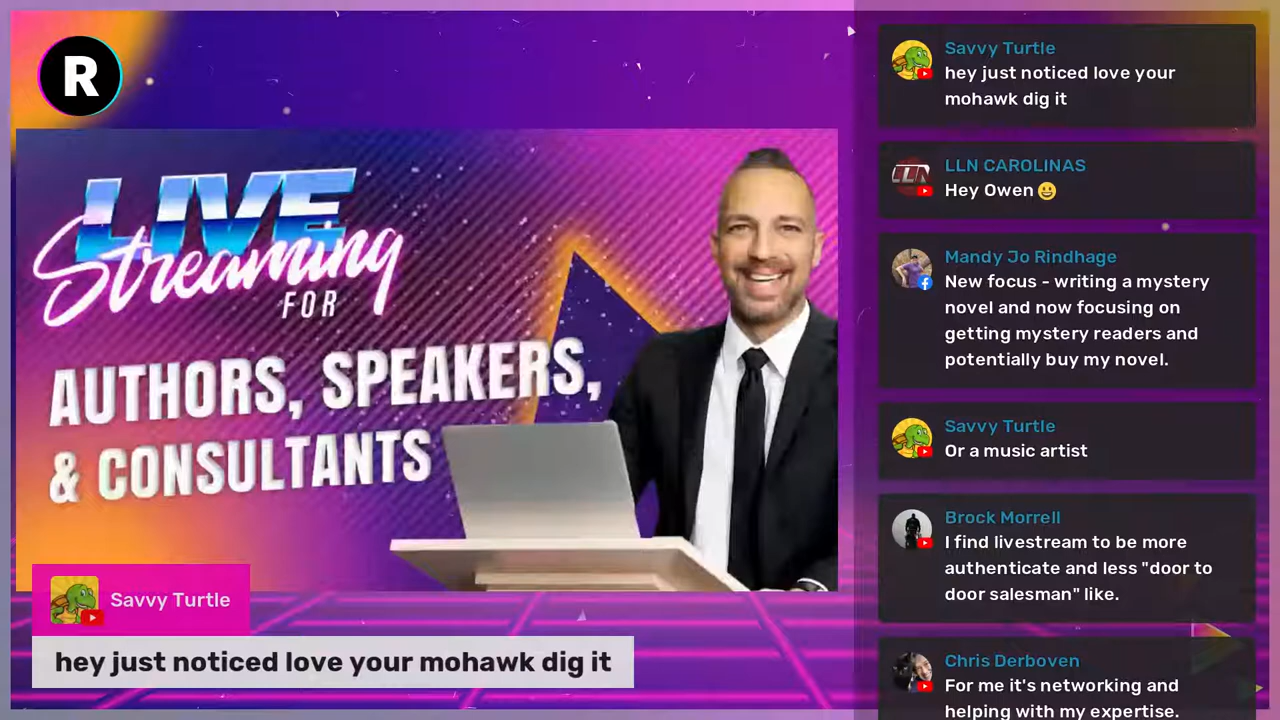 R
LIVE
Streaming
FOR
AUTHORS, SPEAKERS,
& CONSULTANTS
Savvy Turtle
hey just noticed love your mohawk dig it
Savvy Turtle
hey just noticed love your
mohawk dig it
LLN
LLN CAROLINAS
Hey Owen 😀
Mandy Jo Rindhage
New focus - writing a mystery
novel and now focusing on
getting mystery readers and
potentially buy my novel.
Savvy Turtle
Or a music artist
Brock Morrell
I find livestream to be more
authentic and less "door to
door salesman" like.
Chris Derboven
For me it's networking and
helping with my expertise.